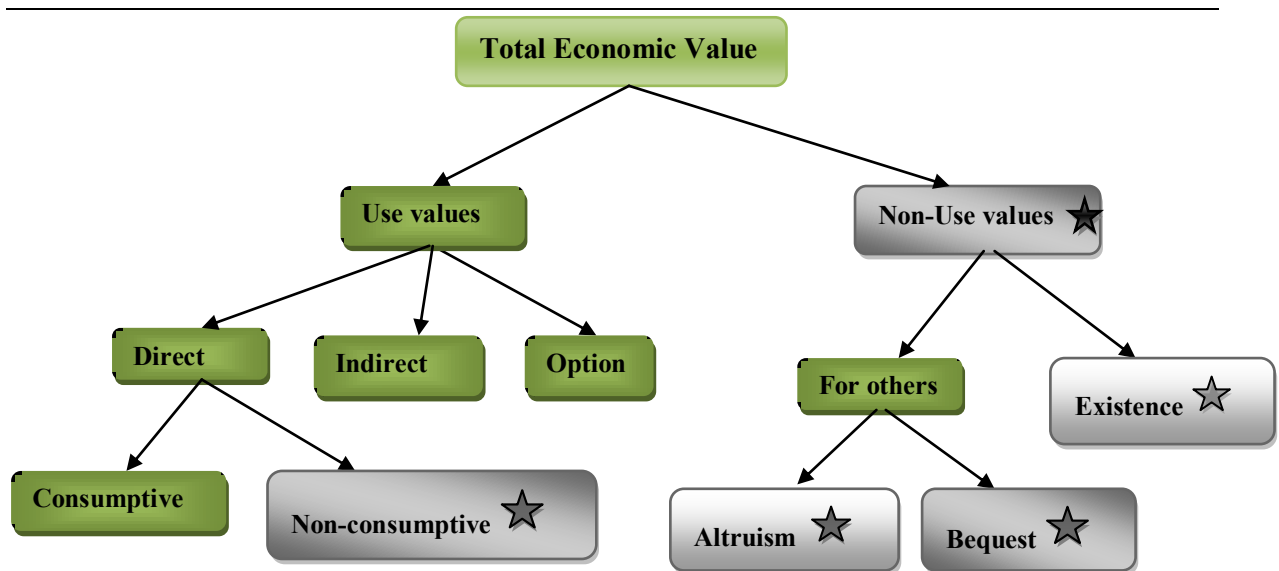 Total Economic Value
Use values
Non-Use values
Direct
Indirect
Option
For others
Existence
Consumptive
Non-consumptive
Altruism
Bequest